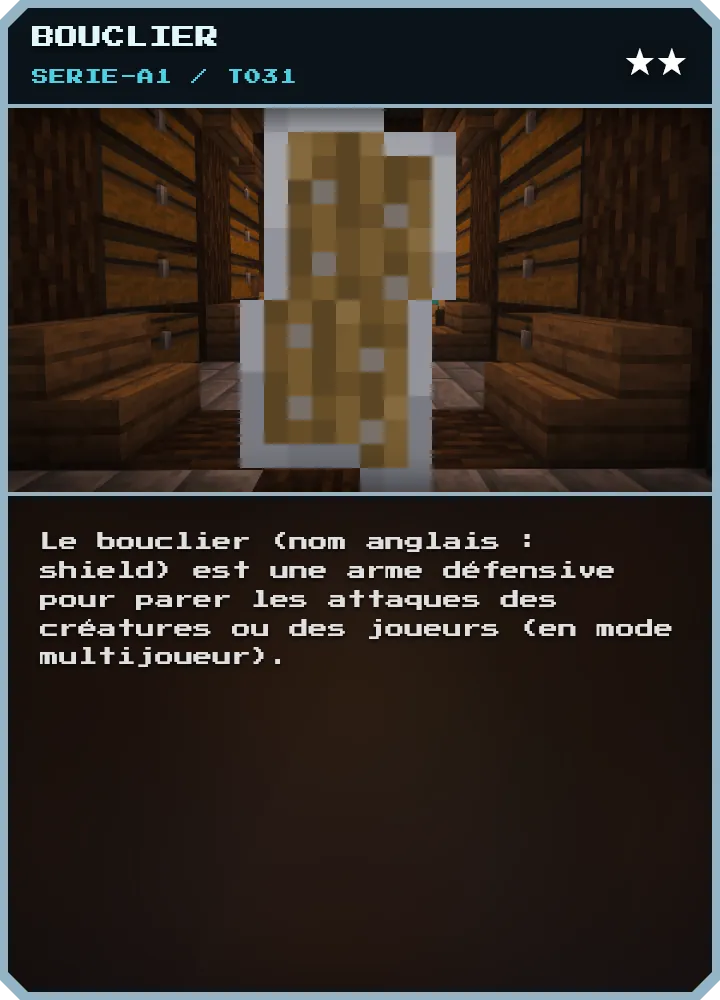 BOUCLIER
SERIE-A1 / T031
★★
Le bouclier (nom anglais :
shield) est une arme défensive
pour parer les attaques des
créatures ou des joueurs (en mode
multijoueur).